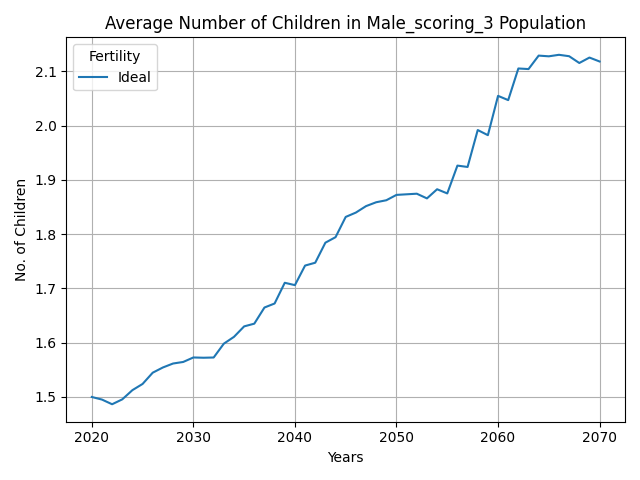 Average Number of Children in Male_scoring_3 Population
Fertility
Ideal
2.1
2.0
1.9
1.8
1.7
1.6
1.5
No. of Children
2020 2030 2040 2050 2060 2070
Years